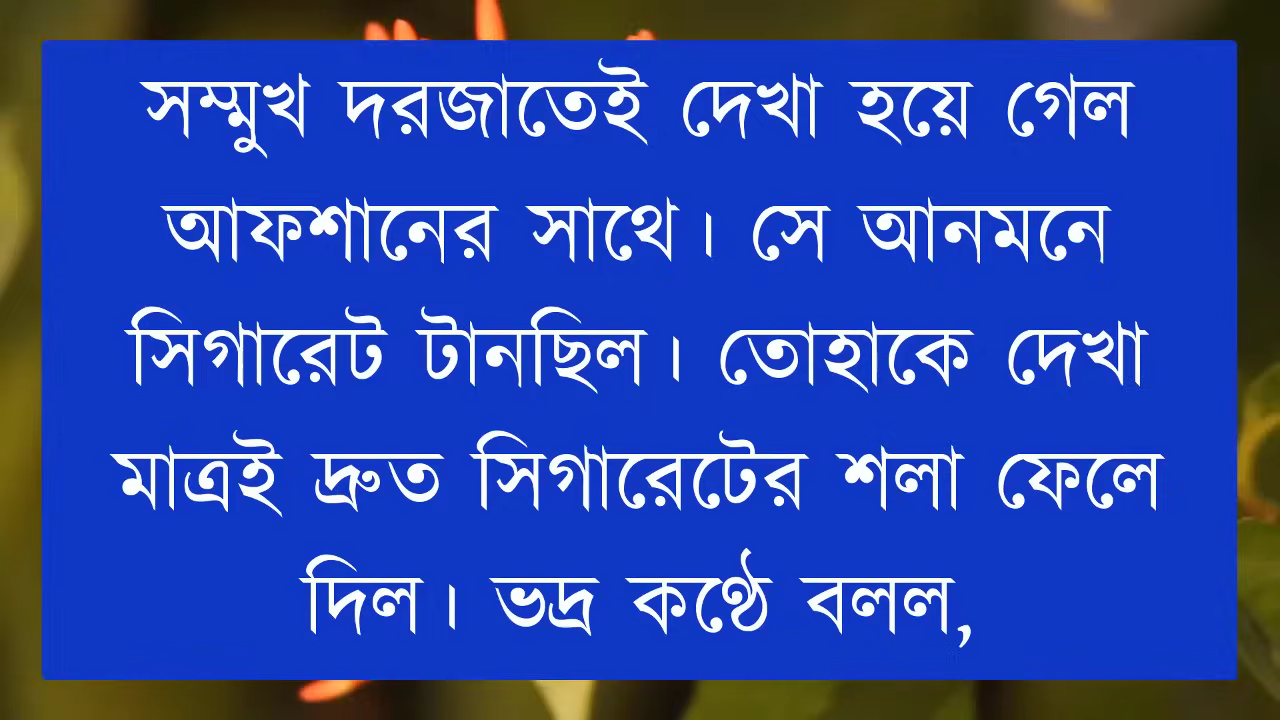 সম্মুখ দরজাতেই দেখা হয়ে গেল
আফশানের সাথে। সে আনমনে
সিগারেট টানছিল। তোহাকে দেখা
মাত্রই দ্রুত সিগারেটের শলা ফেলে
দিল। ভদ্র কণ্ঠে বলল,